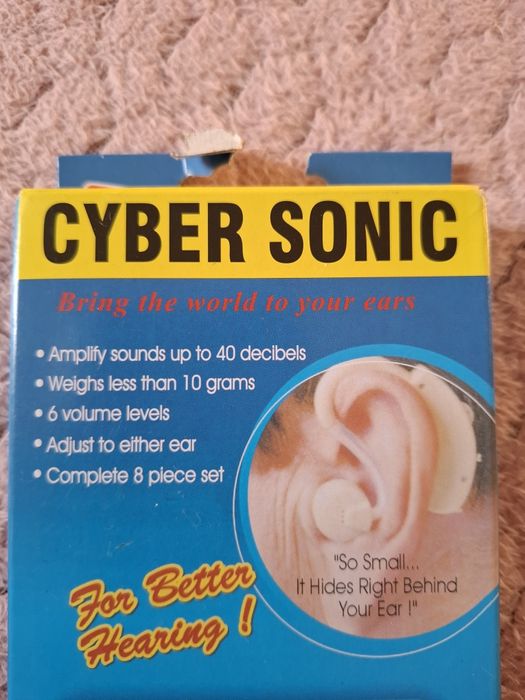 CYBER SONIC
Bring the world to your ears
• Amplify sounds up to 40 decibels
• Weighs less than 10 grams
• 6 volume levels
• Adjust to either ear
• Complete 8 piece set
For Better
Hearing !
"So Small...
It Hides Right Behind
Your Ear !"